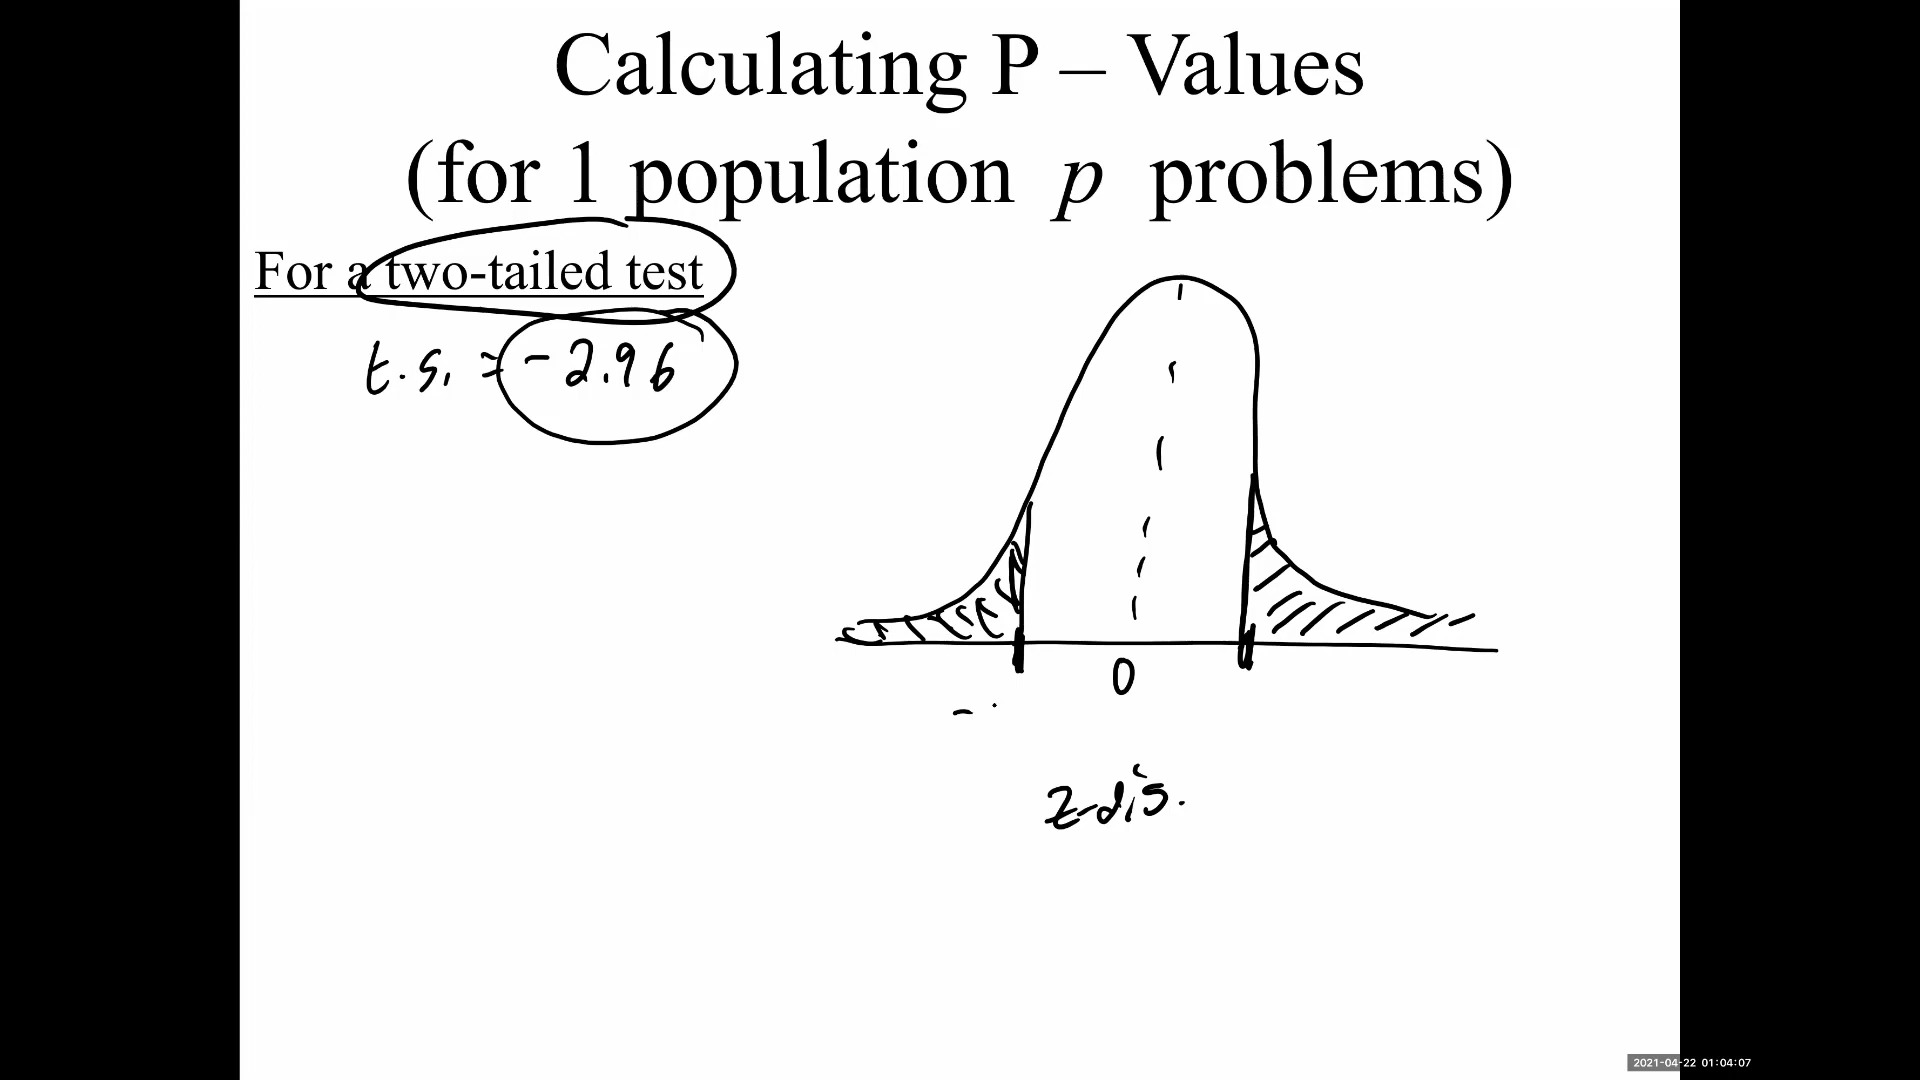 Calculating P – Values
(for 1 population p problems)
For a two-tailed test
t.s. = -2.96
0
- .
Z-dis.
2021-04-22 01:04:07